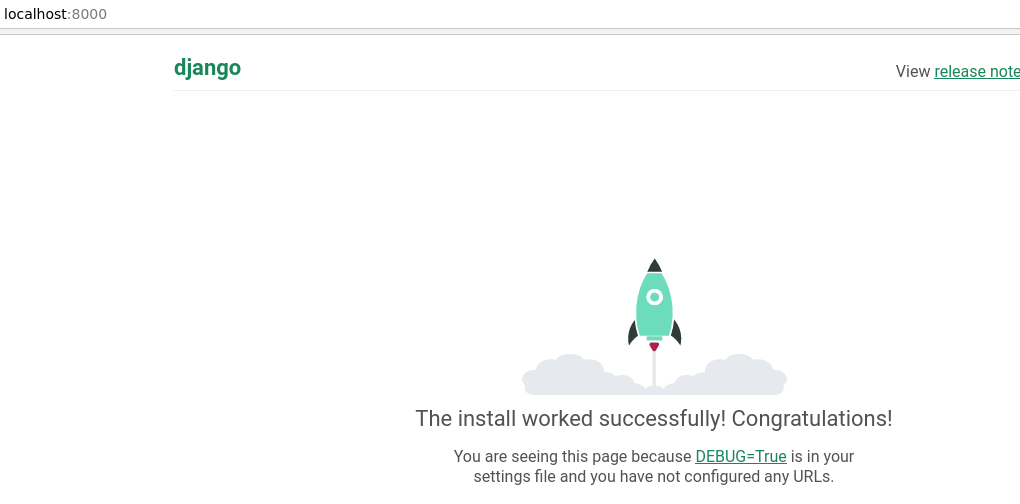 localhost:8000
django
View release note
The install worked successfully! Congratulations!
You are seeing this page because DEBUG=True is in your
settings file and you have not configured any URLs.